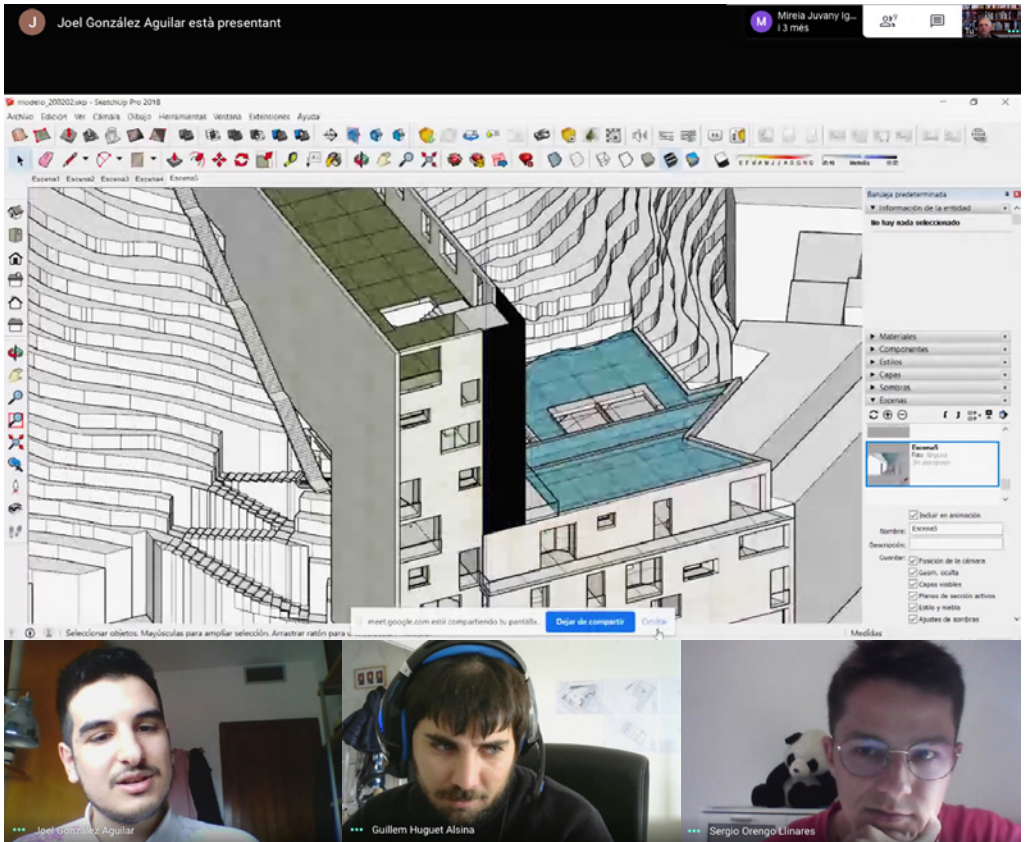 J
Joel González Aguilar està presentant
M
Mireia Juvany Ig...
i 3 més
modelo_200202.skp - SketchUp Pro 2018
Archivo Edición Ver Cámara Dibujo Herramientas Ventana Extensiones Ayuda
Escena1 Escena2 Escena3 Escena4 Escena5
Bandeja predeterminada
Información de la entidad
No hay nada seleccionado
Materiales
Componentes
Estilos
Capas
Sombras
Escenas
Escena5
Incluir en animación
Nombre: Escena5
Descripción:
Guardar:
Posición de la cámara
Geom. oculta
Capas visibles
Planes de sección activos
Estilo y niebla
Ajustes de sombras
meet.google.com está compartiendo tu pantalla.
Dejar de compartir
Ocultar
Seleccionar objetos. Mayúsculas para ampliar selección. Arrastrar ratón para
Medidas
Joel González Aguilar
Guillem Huguet Alsina
Sergio Orengo Llinares